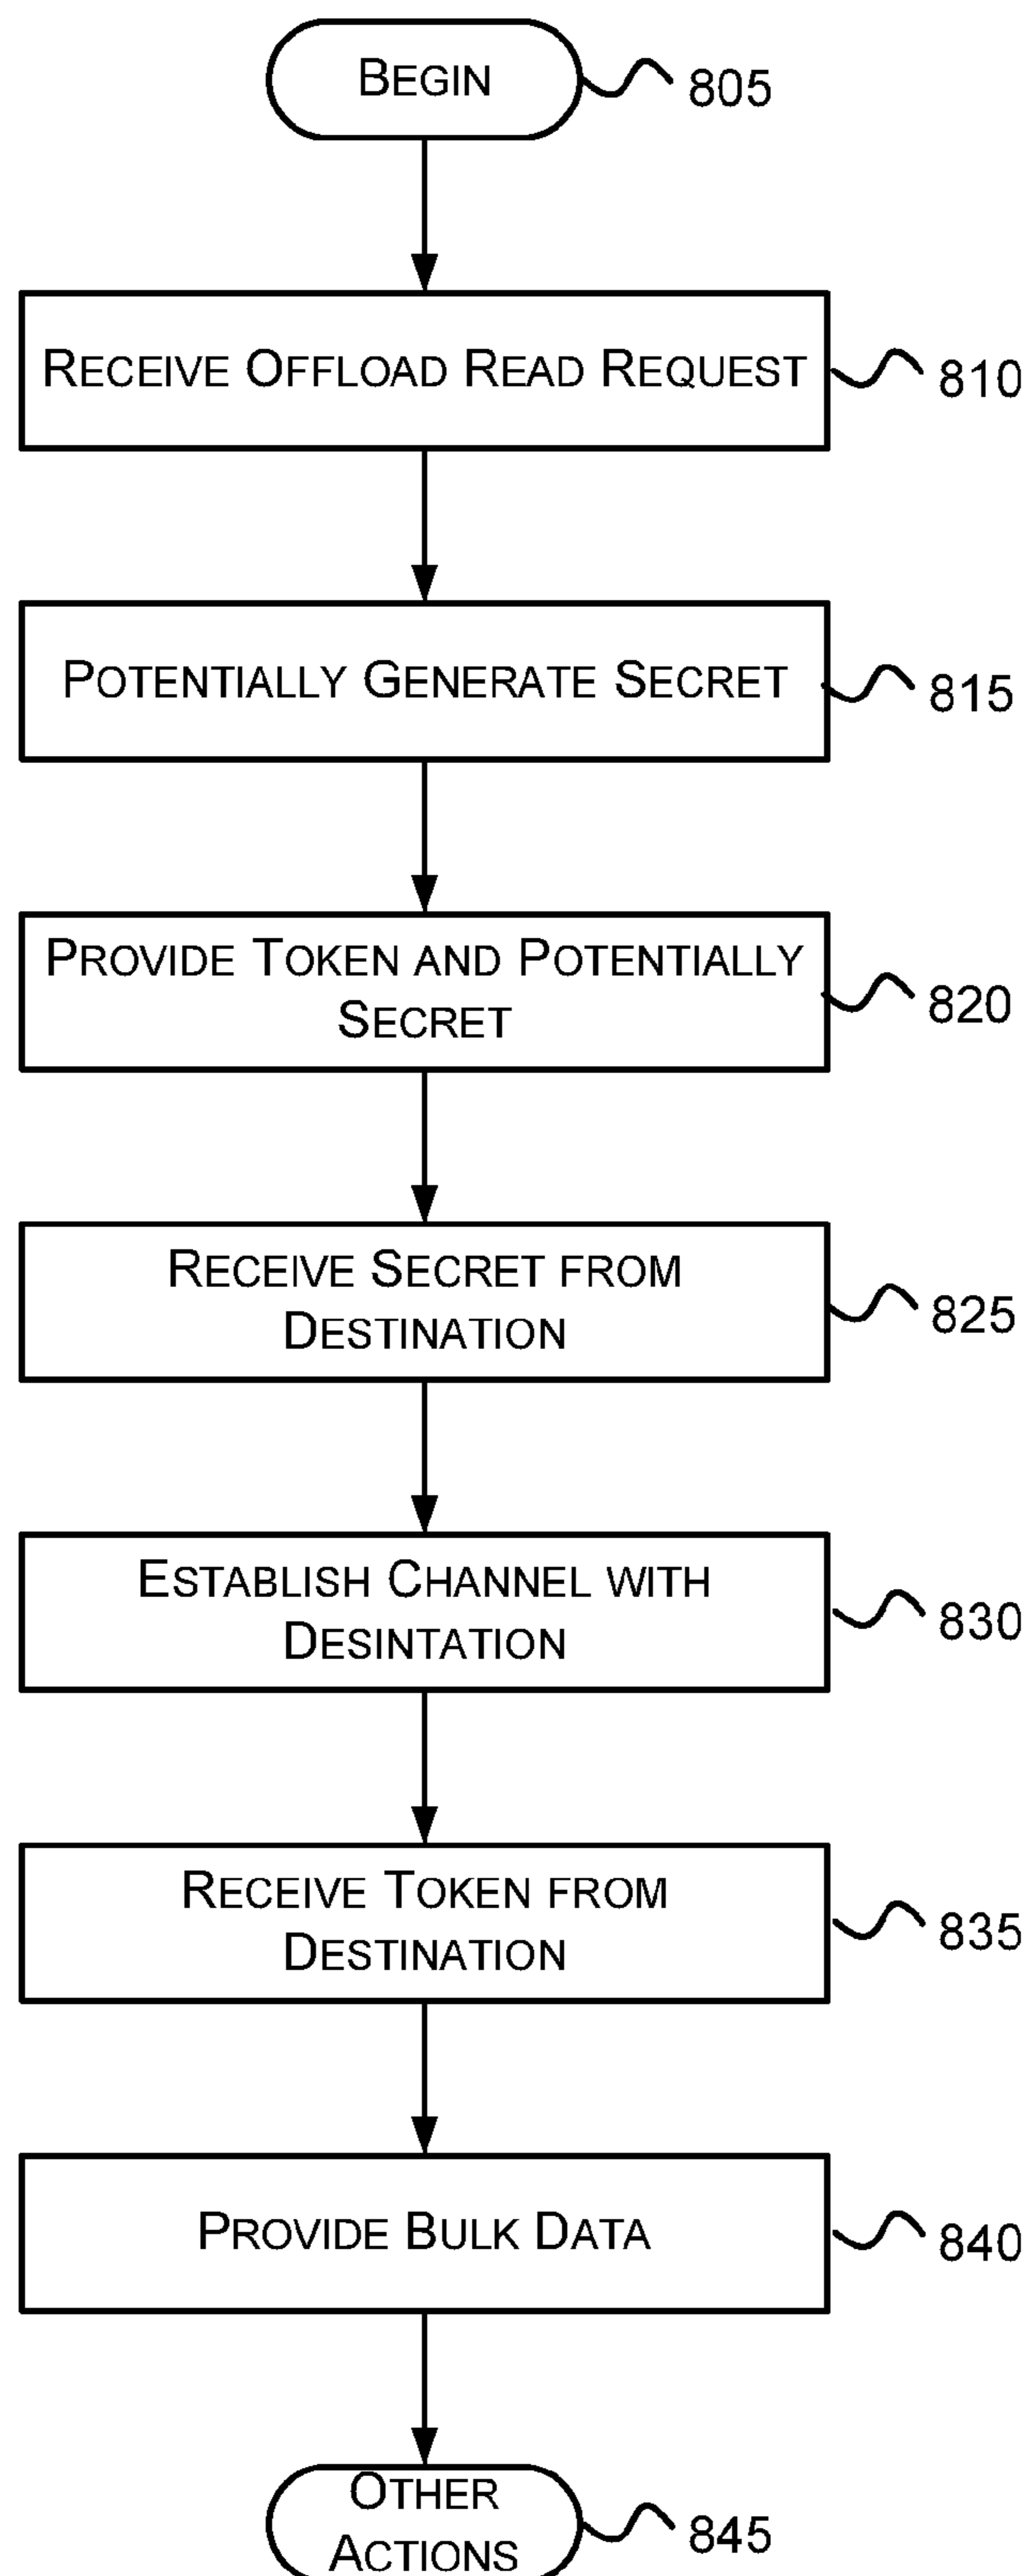 BEGIN
805
RECEIVE OFFLOAD READ REQUEST
810
POTENTIALLY GENERATE SECRET
815
PROVIDE TOKEN AND POTENTIALLY
SECRET
820
RECEIVE SECRET FROM
DESTINATION
825
ESTABLISH CHANNEL WITH
DESINTATION
830
RECEIVE TOKEN FROM
DESTINATION
835
PROVIDE BULK DATA
840
OTHER
ACTIONS
845